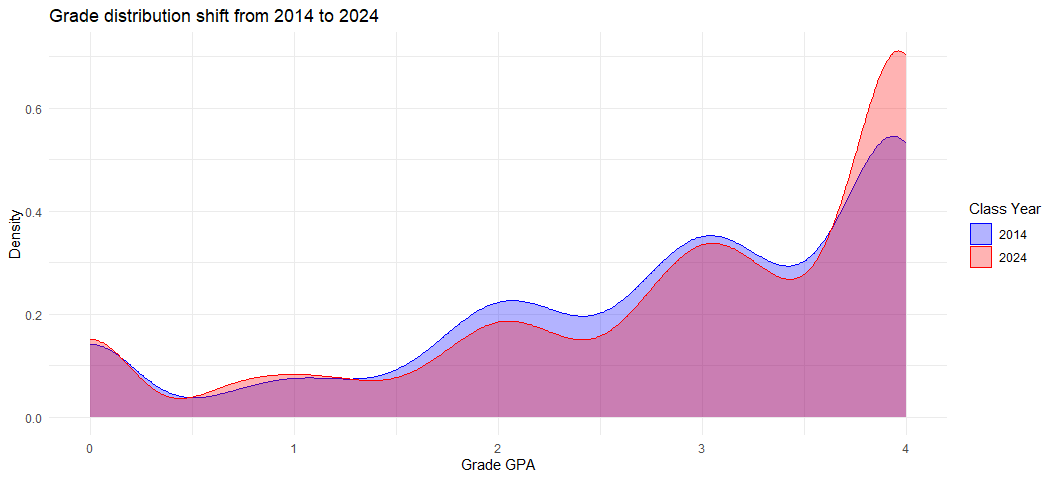 Grade distribution shift from 2014 to 2024
Density
0.6
0.4
0.2
0.0
0 1 2 3 4
Grade GPA
Class Year
2014
2024